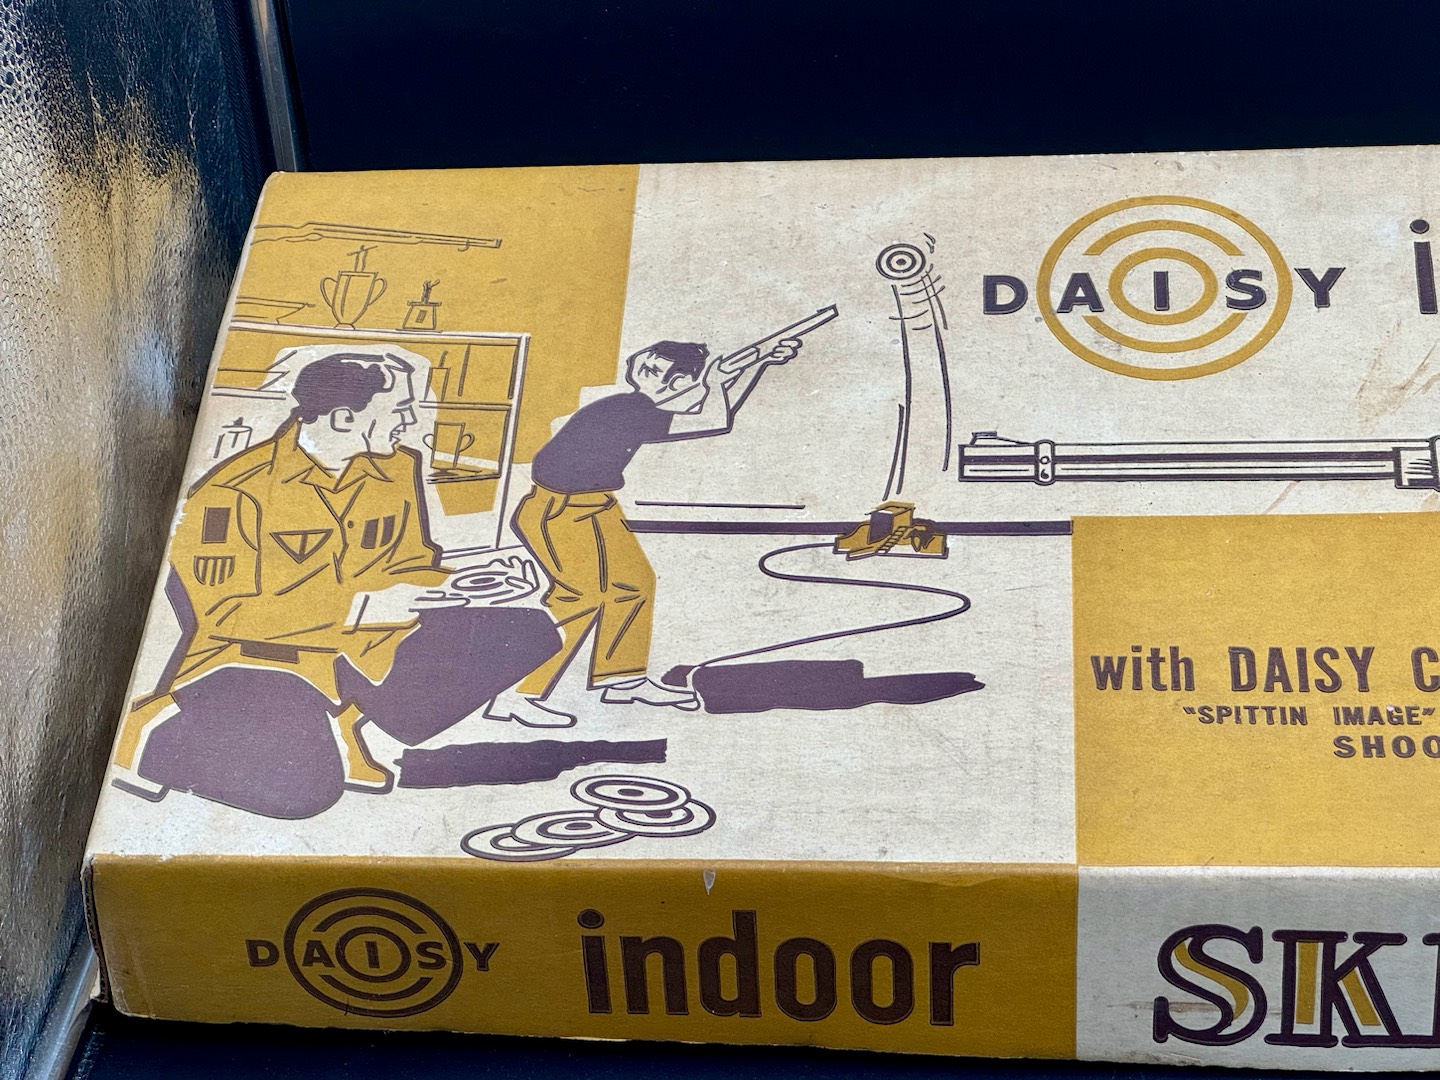 DAISY i
with DAISY C
"SPITTIN IMAGE"
SHOO
DAISY indoor SK